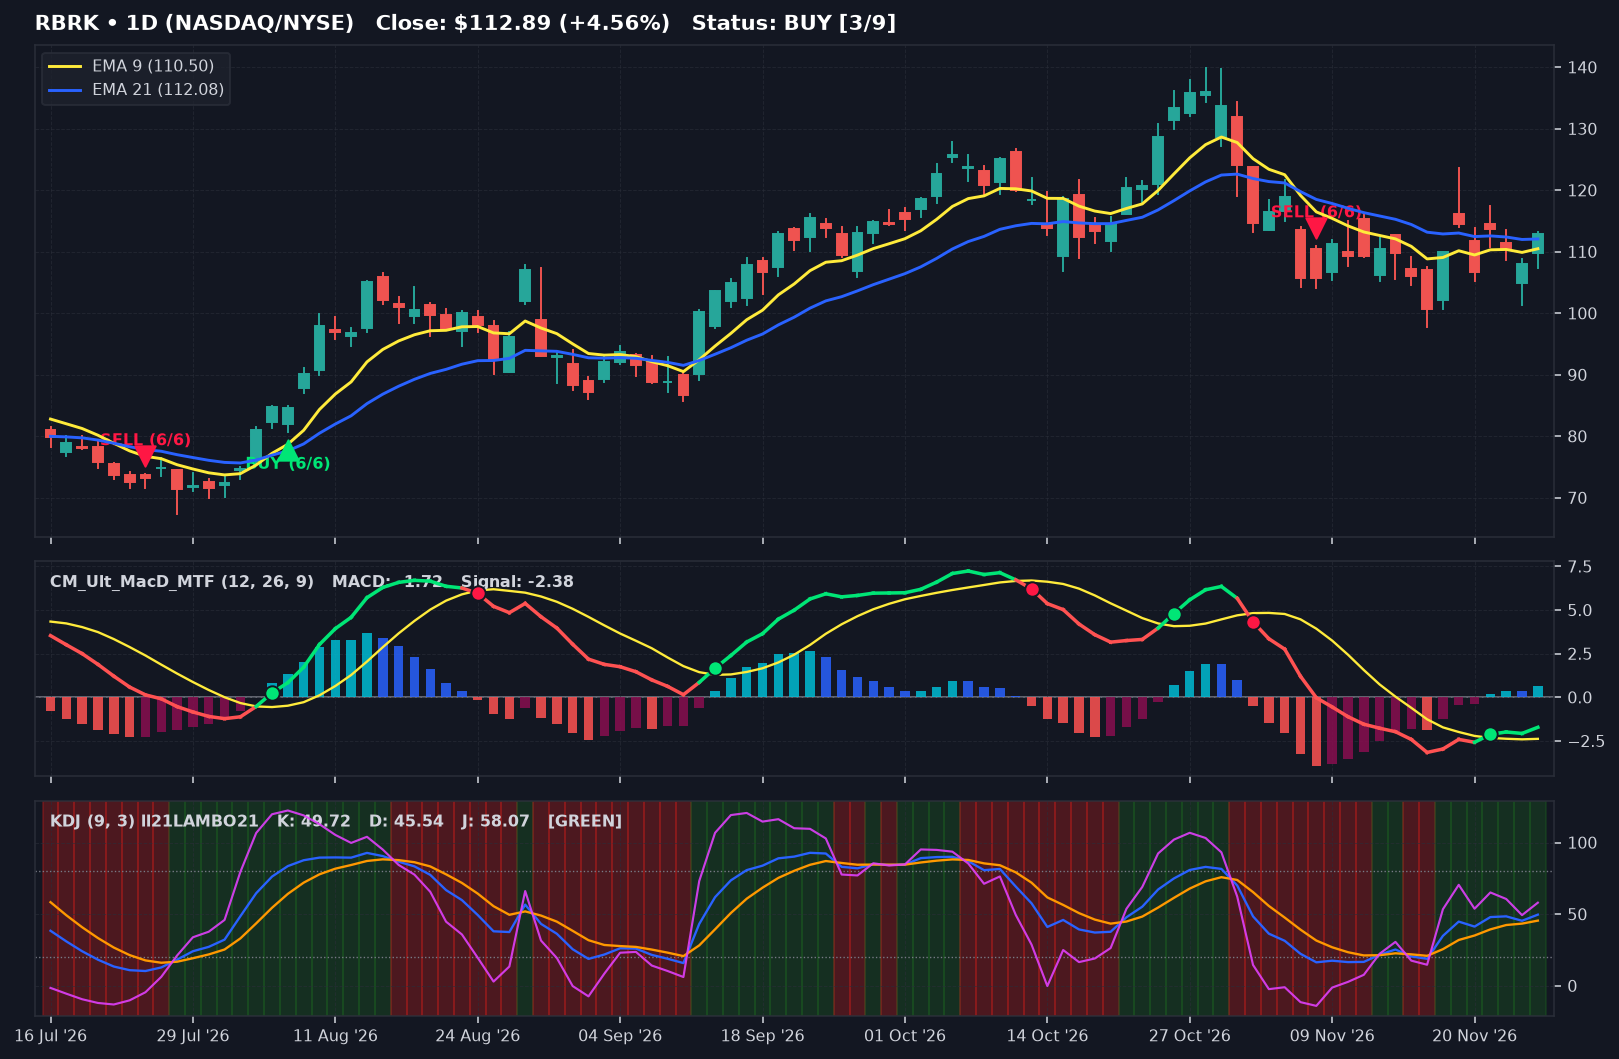 RBRK • 1D (NASDAQ/NYSE)   Close: $112.89 (+4.56%)   Status: BUY [3/9]
EMA 9 (110.50)
EMA 21 (112.08)
140
130
120
110
100
90
80
70
SELL (6/6)
BUY (6/6)
SELL (6/6)
CM_Ult_MacD_MTF (12, 26, 9)   MACD: -1.72   Signal: -2.38
7.5
5.0
2.5
0.0
−2.5
KDJ (9, 3) II21LAMBO21   K: 49.72   D: 45.54   J: 58.07   [GREEN]
100
50
0
16 Jul '26
29 Jul '26
11 Aug '26
24 Aug '26
04 Sep '26
18 Sep '26
01 Oct '26
14 Oct '26
27 Oct '26
09 Nov '26
20 Nov '26